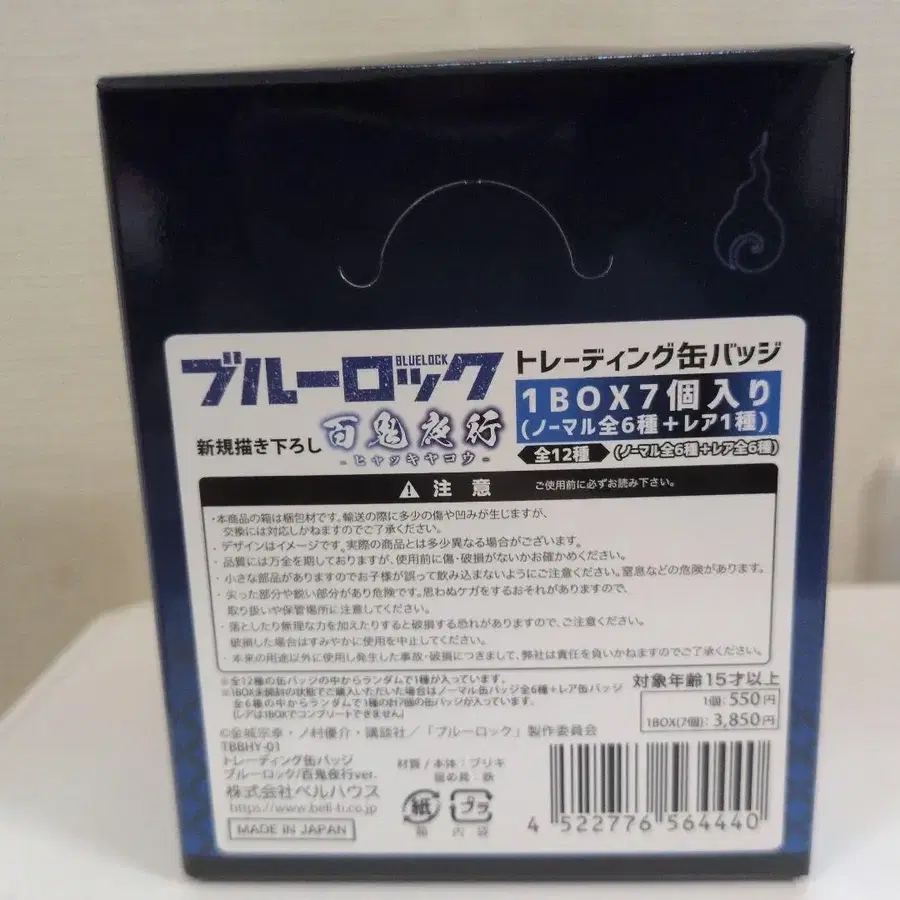 ブルーロック
BLUELOCK
トレーディング缶バッジ
1BOX7個入り
(ノーマル全6種+レア1種)
新規描き下ろし
百鬼夜行
-ヒャッキヤコウ-
全12種 (ノーマル全6種+レア全6種)
注意 ご使用前に必ずお読み下さい。
・本商品の箱は梱包材です。輸送の際に多少の傷や凹みが生じますが、
交換には対応しかねますのでご了承ください。
・デザインはイメージです。実際の商品とは多少異なる場合がございます。
・品質には万全を期しておりますが、使用前に傷・破損がないかお確かめください。
・小さな部品がありますのでお子様が誤って飲み込まないようにご注意ください。窒息などの危険があります。
・尖った部分や鋭い部分があり危険です。思わぬケガをするおそれがありますので、
取り扱いや保管場所に注意してください。
・落としたり無理な力を加えたりすると破損する恐れがありますので、ご注意ください。
破損した場合はすみやかに使用を中止してください。
・本来の用途以外に使用し発生した事故・破損につきまして、弊社は責任を負いかねますのでご了承ください。
※全12種の缶バッジの中からランダムで1種が入っています。
※1BOX未開封の状態でご購入いただいた場合はノーマル缶バッジ全6種+レア缶バッジ
全6種の中からランダムで1種の計7個の缶バッジが入っています。
(レアは1BOXでコンプリートできません)
対象年齢15才以上
1個: 550円
1BOX(7個): 3,850円
©金城宗幸・ノ村優介・講談社/「ブルーロック」製作委員会
TBBHY-01
トレーディング缶バッジ
ブルーロック/百鬼夜行ver.
株式会社ベルハウス
https://www.bell-h.co.jp
MADE IN JAPAN
材質/本体:ブリキ
留め具:鉄
紙
箱
プラ
内袋
4 522776 564440